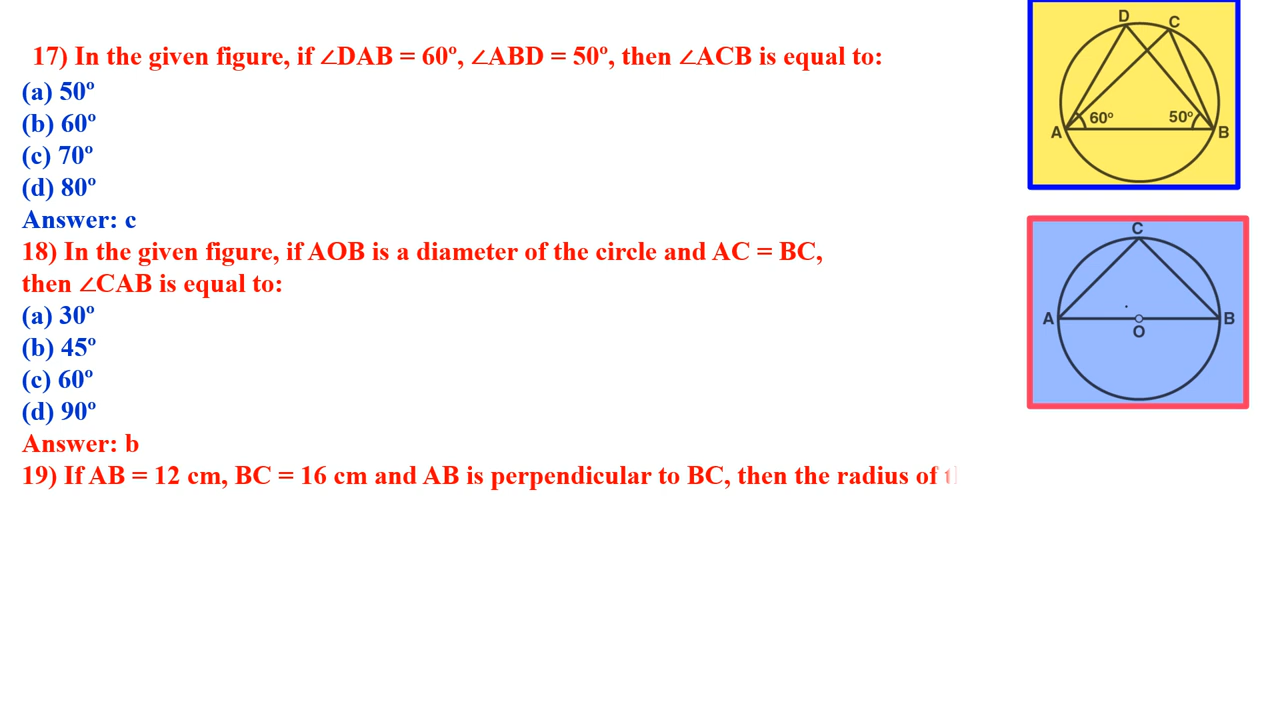 17) In the given figure, if ∠DAB = 60º, ∠ABD = 50º, then ∠ACB is equal to:
(a) 50º
(b) 60º
(c) 70º
(d) 80º
Answer: c
18) In the given figure, if AOB is a diameter of the circle and AC = BC,
then ∠CAB is equal to:
(a) 30º
(b) 45º
(c) 60º
(d) 90º
Answer: b
19) If AB = 12 cm, BC = 16 cm and AB is perpendicular to BC, then the radius of
D C
60º 50º
A B
C
A B
O